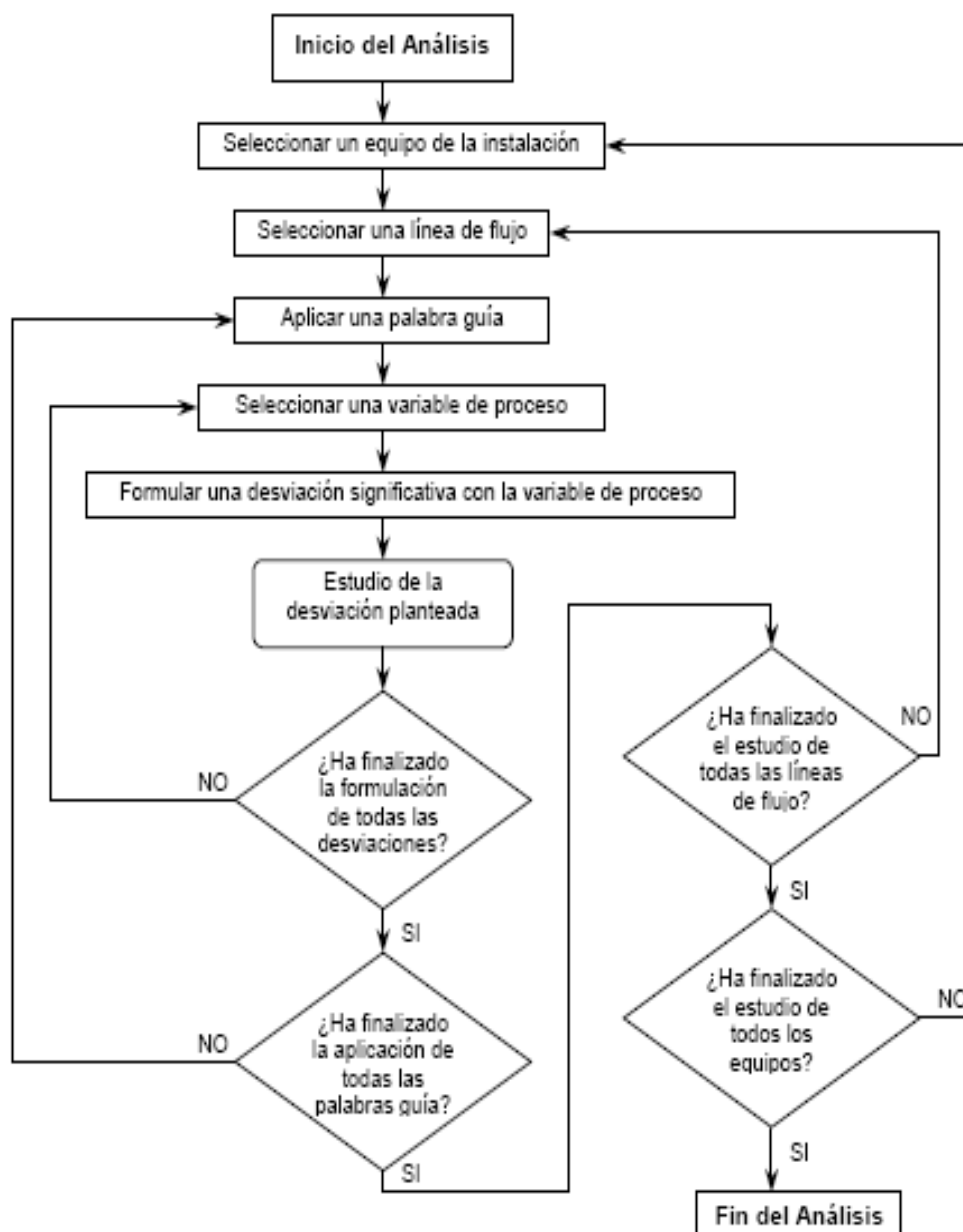 Inicio del Análisis
Seleccionar un equipo de la instalación
Seleccionar una línea de flujo
Aplicar una palabra guía
Seleccionar una variable de proceso
Formular una desviación significativa con la variable de proceso
Estudio de la
desviación planteada
¿Ha finalizado
la formulación
de todas las
desviaciones?
NO
SI
¿Ha finalizado
la aplicación de
todas las
palabras guía?
NO
SI
¿Ha finalizado
el estudio de
todas las líneas
de flujo?
NO
SI
¿Ha finalizado
el estudio de
todos los
equipos?
NO
SI
Fin del Análisis